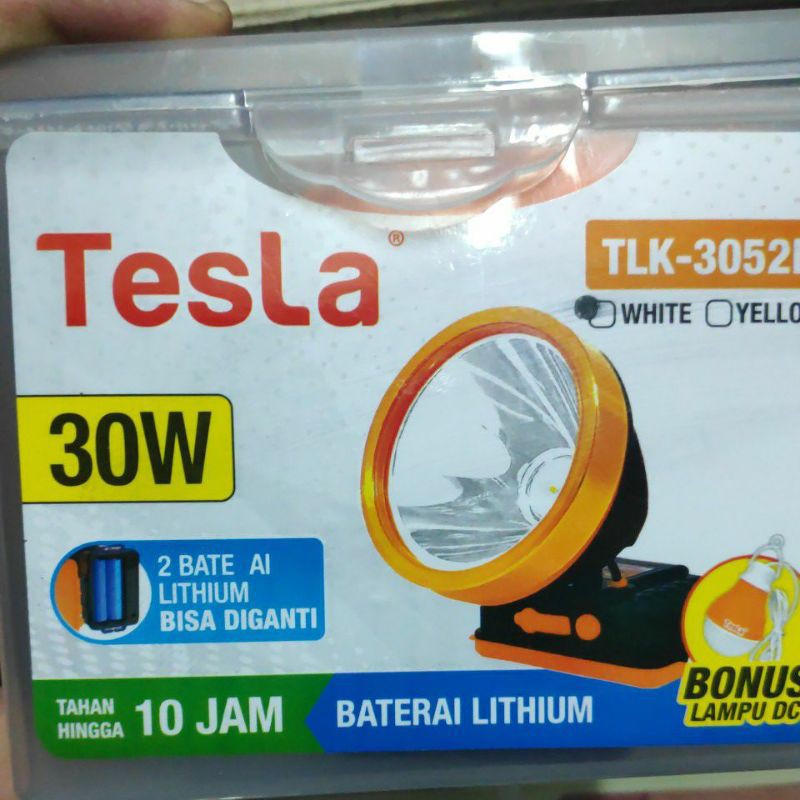 Tesla®
TLK-3052
WHITE YELLO
30W
2 BATE AI
LITHIUM
BISA DIGANTI
Tesla
BONUS
LAMPU DC
TAHAN
HINGGA
10 JAM
BATERAI LITHIUM